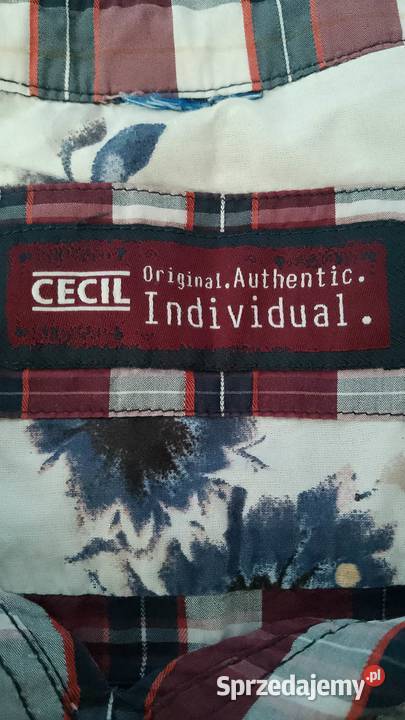 CECIL
Original.Authentic.
Individual.
Sprzedajemy.pl